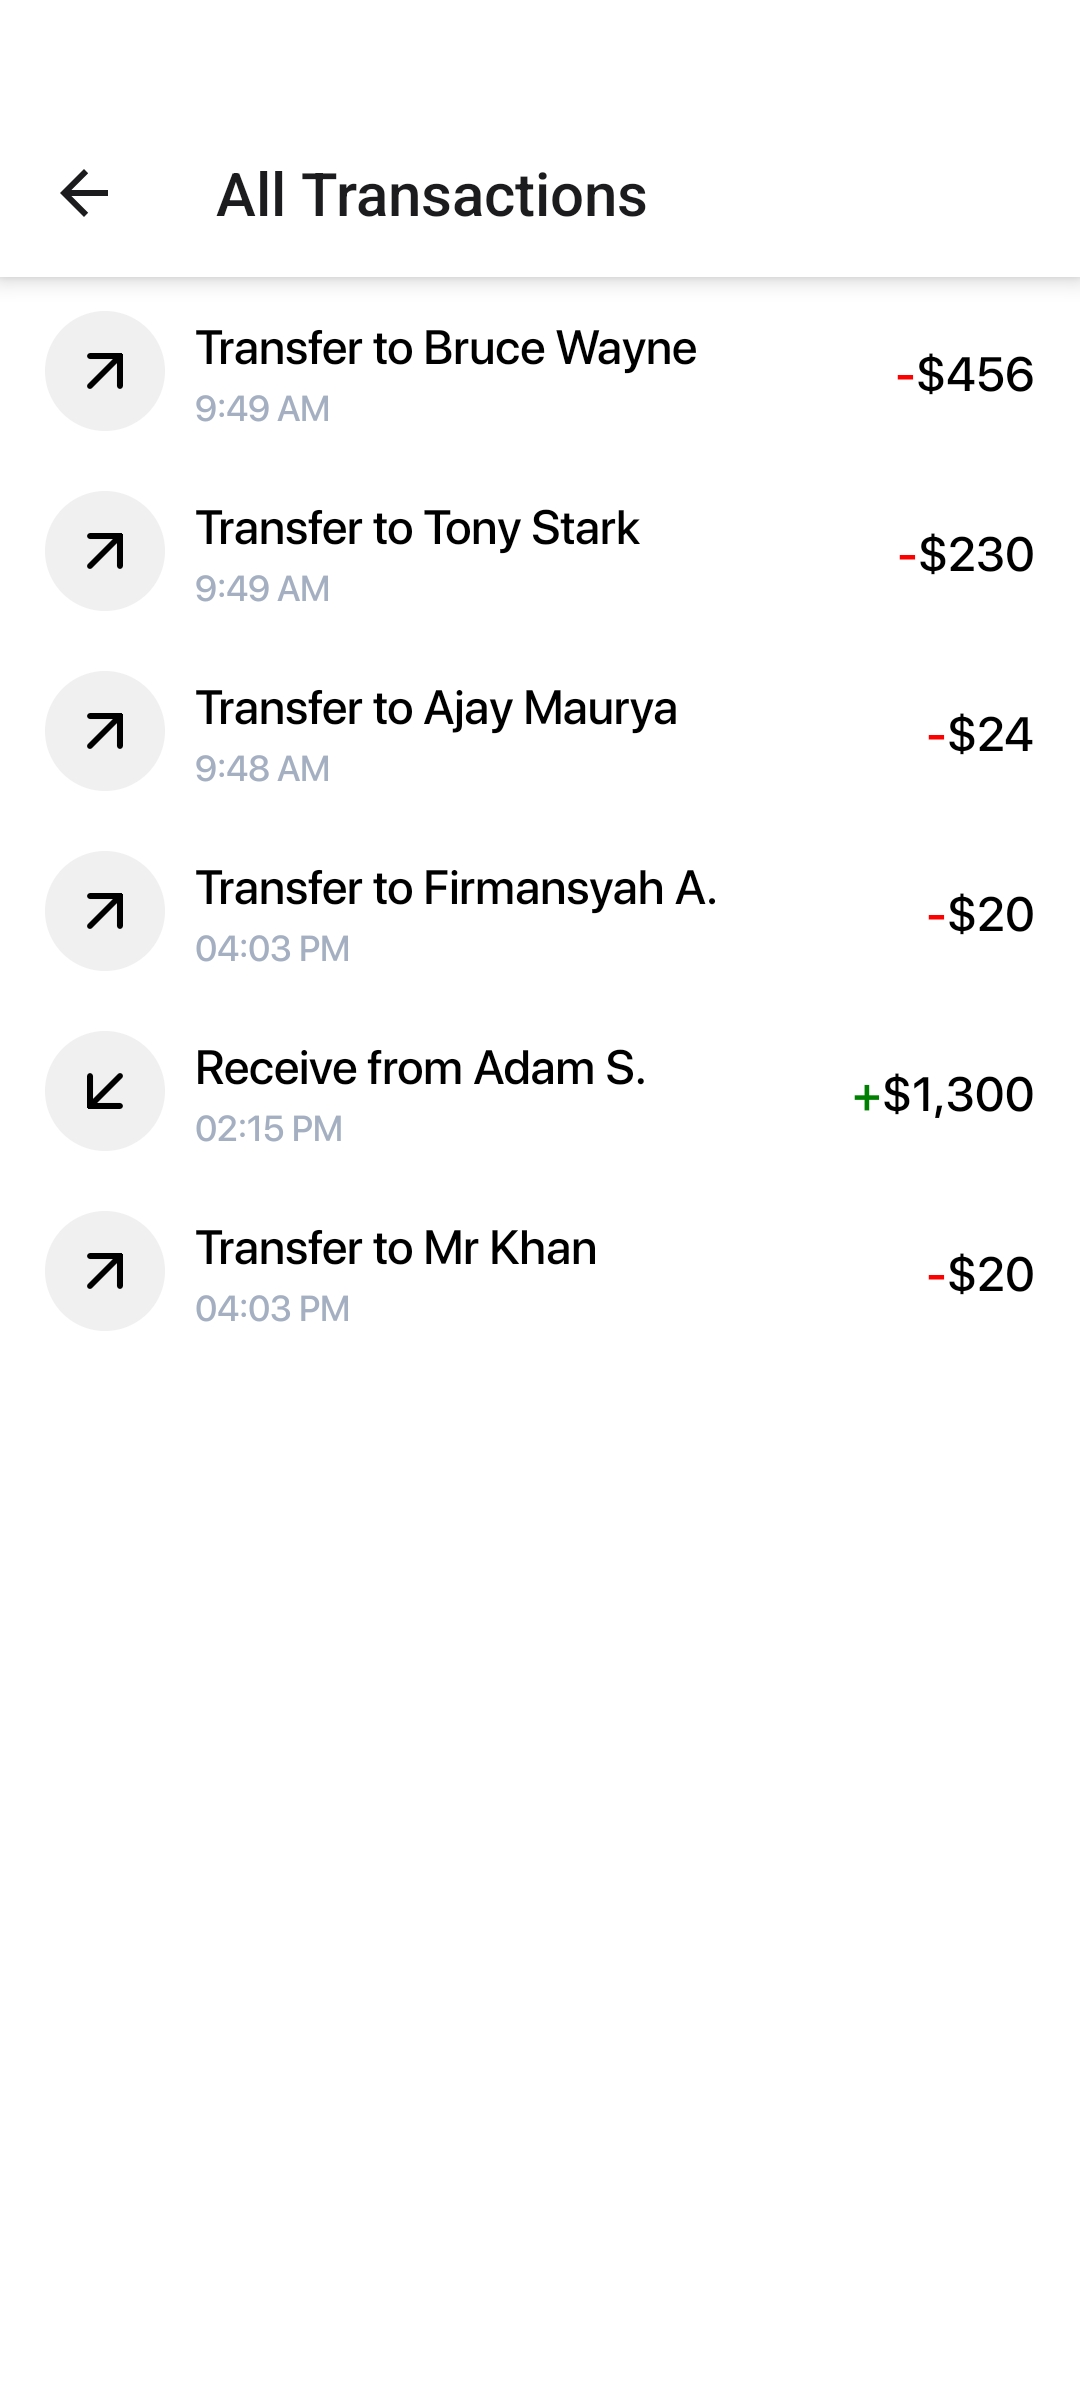 All Transactions
Transfer to Bruce Wayne
9:49 AM
-$456
Transfer to Tony Stark
9:49 AM
-$230
Transfer to Ajay Maurya
9:48 AM
-$24
Transfer to Firmansyah A.
04:03 PM
-$20
Receive from Adam S.
02:15 PM
+$1,300
Transfer to Mr Khan
04:03 PM
-$20